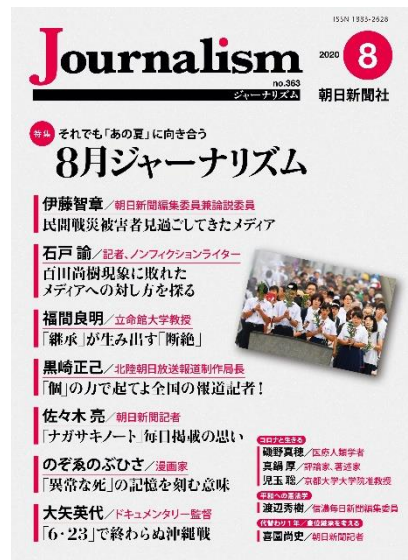 ISSN 1883-2628
Journalism
no.363
ジャーナリズム
2020
8
朝日新聞社
特集 それでも「あの夏」に向き合う
8月ジャーナリズム
伊藤智章/朝日新聞編集委員兼論説委員
民間戦災被害者見過ごしてきたメディア
石戸 諭/記者、ノンフィクションライター
百田尚樹現象に敗れた
メディアへの対し方を探る
福間良明/立命館大学教授
「継承」が生み出す「断絶」
黒崎正己/北陸朝日放送報道制作局長
「個」の力で起てよ全国の報道記者!
佐々木 亮/朝日新聞記者
「ナガサキノート」毎日掲載の思い
のぞゑのぶひさ/漫画家
「異常な死」の記憶を刻む意味
大矢英代/ドキュメンタリー監督
「6・23」で終わらぬ沖縄戦
コロナと生きる
磯野真穂/医療人類学者
真鍋 厚/評論家、著述家
児玉 聡/京都大学大学院准教授
平和への憲法学
渡辺秀樹/信濃毎日新聞編集委員
代替わり1年/皇位継承を考える
喜園尚史/朝日新聞記者